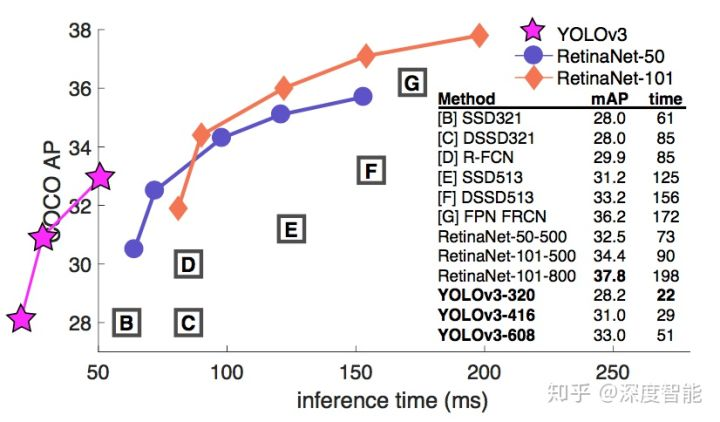 38
36
34
32
30
28
COCO AP
50
100
150
200
250
inference time (ms)
B
C
D
E
F
G
YOLOv3
RetinaNet-50
RetinaNet-101
Method mAP time
[B] SSD321 28.0 61
[C] DSSD321 28.0 85
[D] R-FCN 29.9 85
[E] SSD513 31.2 125
[F] DSSD513 33.2 156
[G] FPN FRCN 36.2 172
RetinaNet-50-500 32.5 73
RetinaNet-101-500 34.4 90
RetinaNet-101-800 37.8 198
YOLOv3-320 28.2 22
YOLOv3-416 31.0 29
YOLOv3-608 33.0 51
知乎 @深度智能